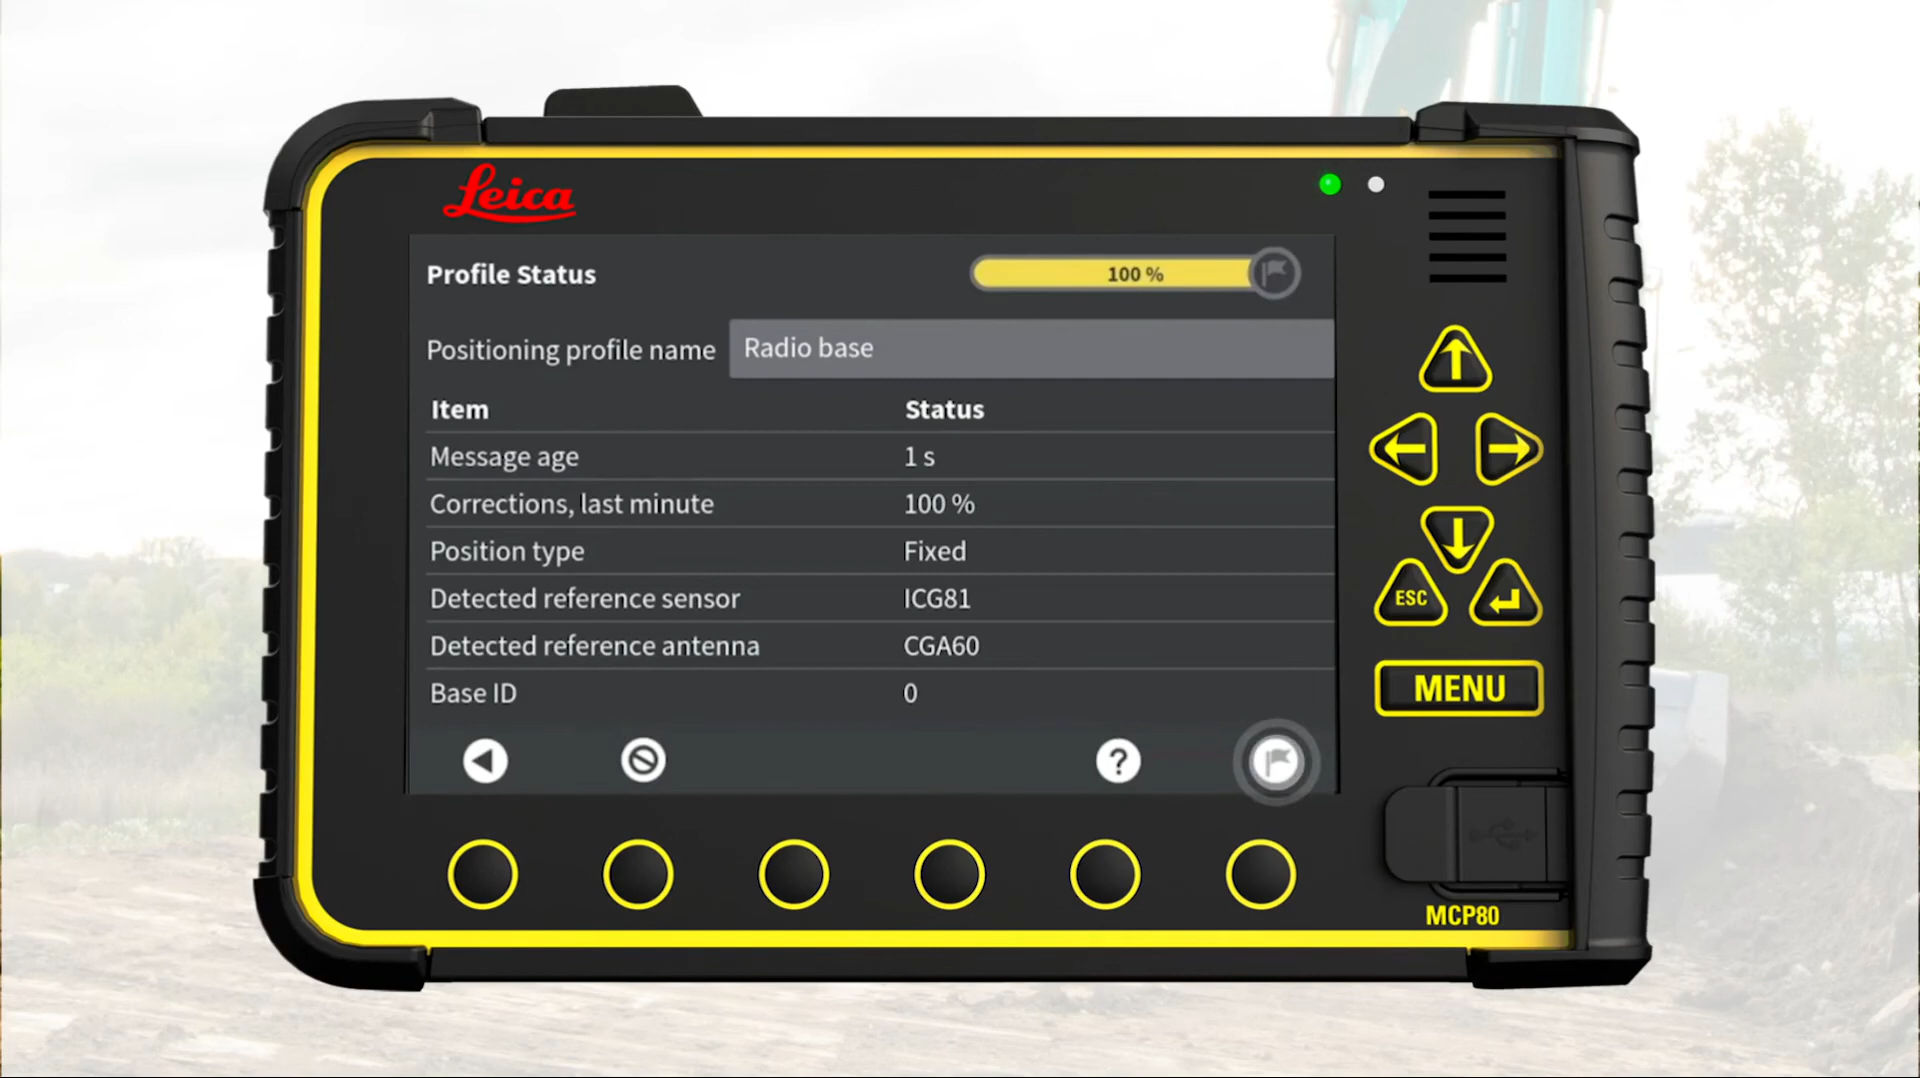 Leica
Profile Status
100 %
Positioning profile name Radio base
Item Status
Message age 1 s
Corrections, last minute 100 %
Position type Fixed
Detected reference sensor ICG81
Detected reference antenna CGA60
Base ID 0
?
ESC
MENU
MCP80